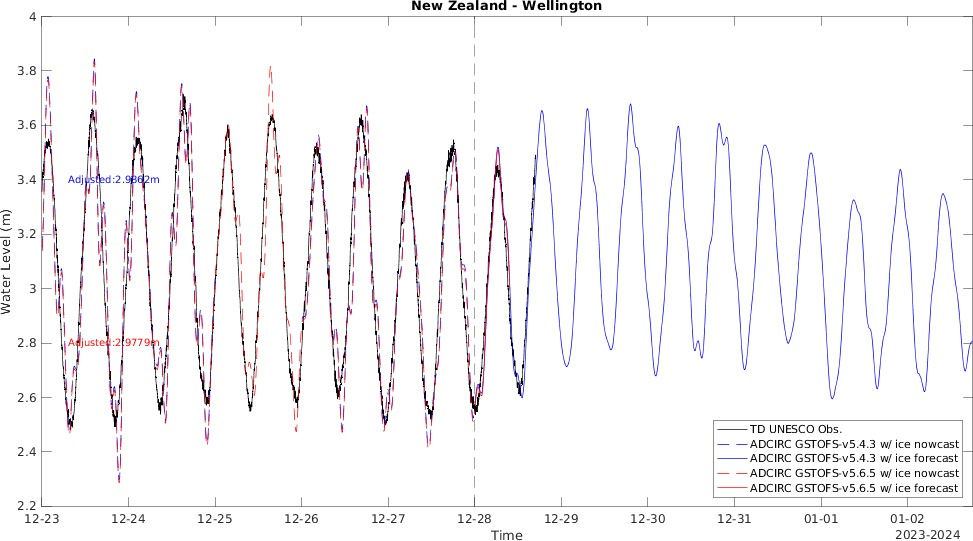 New Zealand - Wellington
4
3.8
3.6
3.4
3.2
3
2.8
2.6
2.4
2.2
Water Level (m)
Adjusted:2.9362m
Adjusted:2.9779m
TD UNESCO Obs.
ADCIRC GSTOFS-v5.4.3 w/ ice nowcast
ADCIRC GSTOFS-v5.4.3 w/ ice forecast
ADCIRC GSTOFS-v5.6.5 w/ ice nowcast
ADCIRC GSTOFS-v5.6.5 w/ ice forecast
12-23 12-24 12-25 12-26 12-27 12-28 12-29 12-30 12-31 01-01 01-02
Time
2023-2024